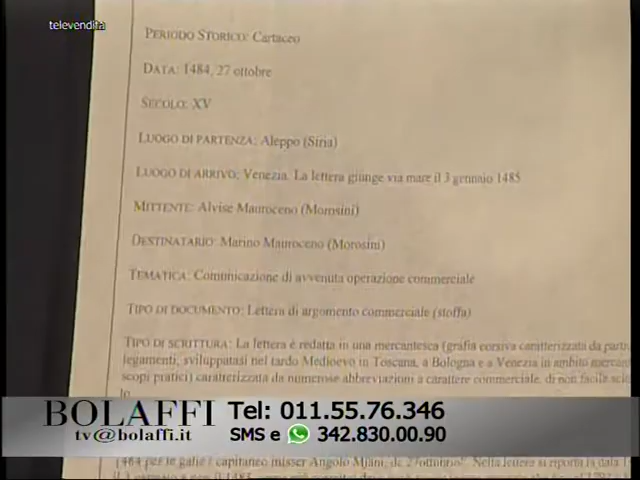 televendita
PERIODO STORICO: Cartaceo
DATA: 1484, 27 ottobre
SECOLO: XV
LUOGO DI PARTENZA: Aleppo (Siria)
LUOGO DI ARRIVO: Venezia. La lettera giunge via mare il 3 gennaio 1485
MITTENTE: Alvise Mauroceno (Morosini)
DESTINATARIO: Marino Mauroceno (Morosini)
TEMATICA: Comunicazione di avvenuta operazione commerciale
TIPO DI DOCUMENTO: Lettera di argomento commerciale (stoffa)
TIPO DI SCRITTURA: La lettera è redatta in una mercantesca (grafia corsiva caratterizzata da
legamenti, sviluppatasi nel tardo Medioevo in Toscana, a Bologna e a Venezia in ambito
scopi pratici) caratterizzata da numerose abbreviazioni a carattere commerciale, di non facile
BOLAFFI Tel: 011.55.76.346
tv@bolaffi.it SMS e 342.830.00.90
1484 per le galie capitaneo misser Angolo de 27 ottobrio". Nella lettera si riporta la data